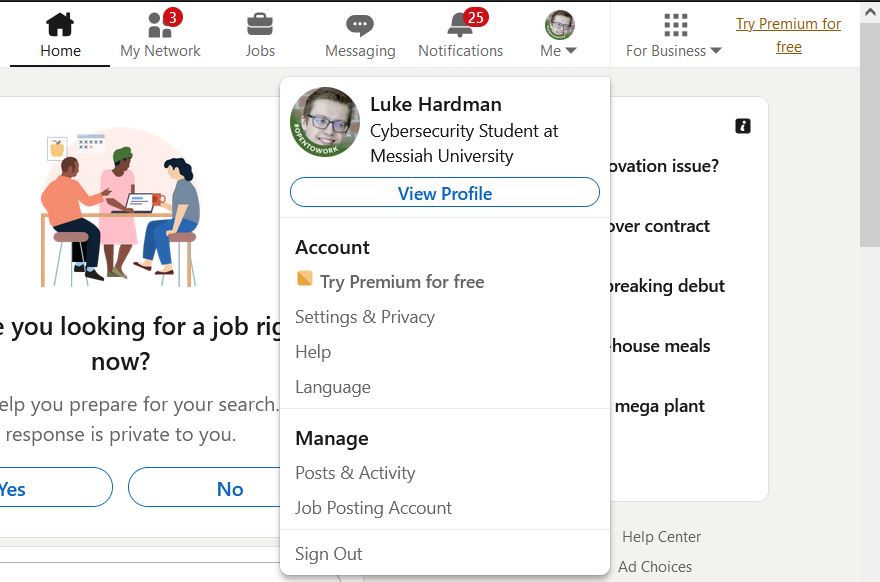 3
25
Home
My Network
Jobs
Messaging
Notifications
Me
For Business
Try Premium for
free
Luke Hardman
Cybersecurity Student at
Messiah University
#OPENTOWORK
View Profile
Account
Try Premium for free
Settings & Privacy
Help
Language
Manage
Posts & Activity
Job Posting Account
Sign Out
e you looking for a job rig
now?
elp you prepare for your search.
response is private to you.
Yes
No
ovation issue?
over contract
breaking debut
-house meals
mega plant
Help Center
Ad Choices